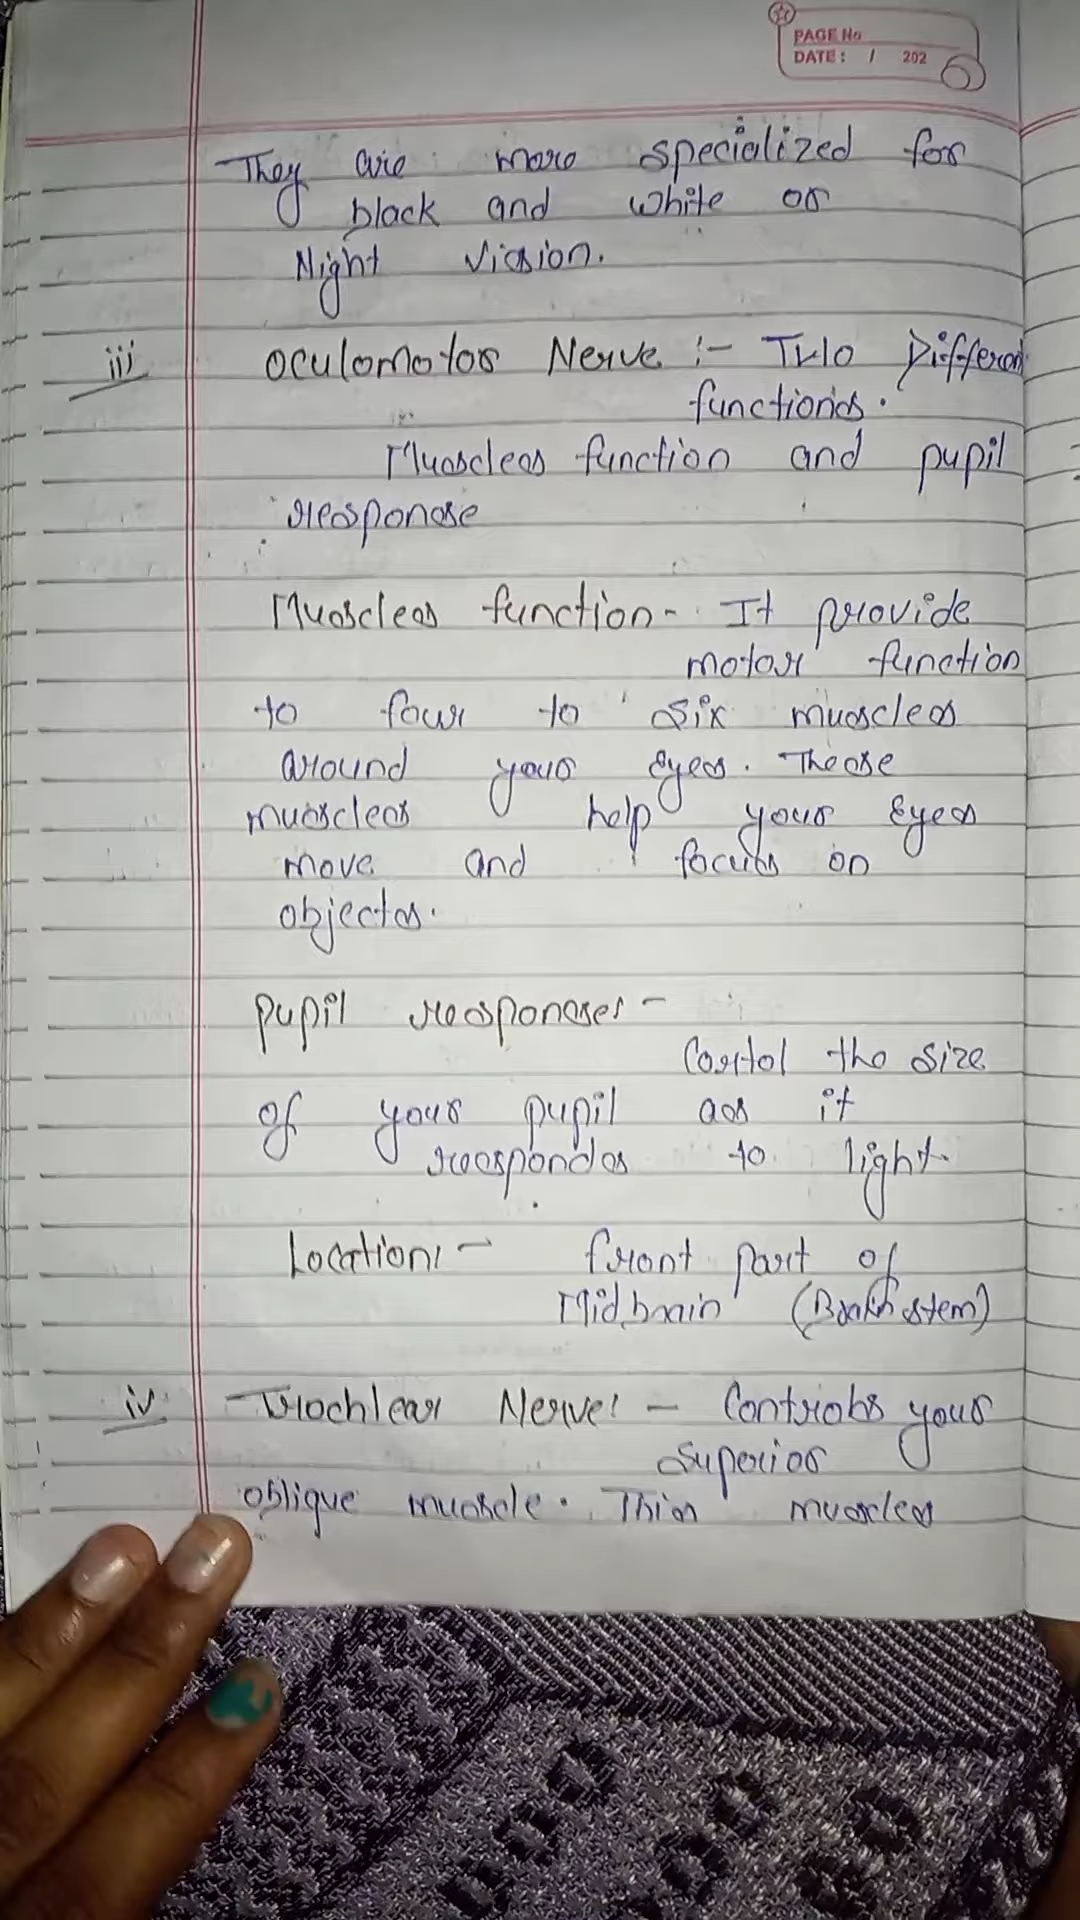 PAGE No
DATE: / 202
5
They are more specialized for
black and white or
Night Vission.
iii Oculomotor Nerve :- Two Different
functions.
Muscles function and pupil
response
Muscles function - It provide
motor function
to four to six muscles
around your eyes. These
muscles help your Eyes
move and focus on
objects.
Pupil responses -
Contol the size
of your pupil as it
responds to light.
Location: - front part of
Midbrain (Brain stem)
iv. Trochlear Nerve: - Controls your
superior
oblique muscle. This muscles